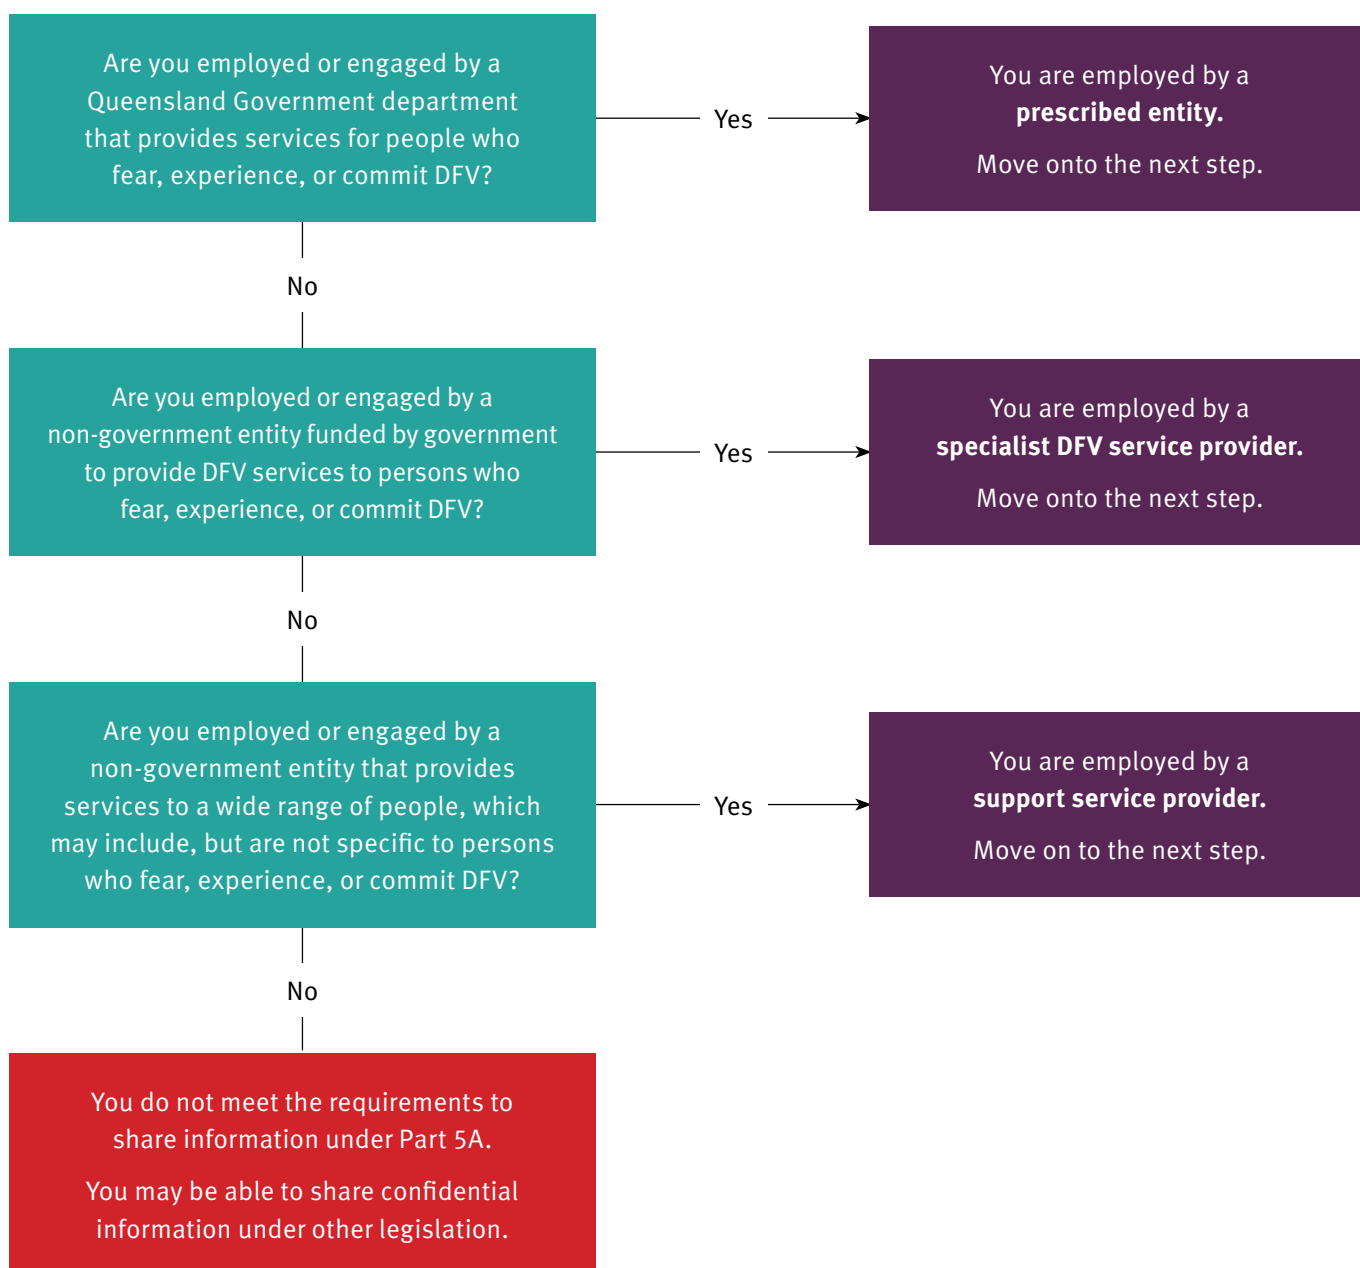 Are you employed or engaged by a
Queensland Government department
that provides services for people who
fear, experience, or commit DFV?
Yes
You are employed by a
prescribed entity.
Move onto the next step.
No
Are you employed or engaged by a
non-government entity funded by government
to provide DFV services to persons who
fear, experience, or commit DFV?
Yes
You are employed by a
specialist DFV service provider.
Move onto the next step.
No
Are you employed or engaged by a
non-government entity that provides
services to a wide range of people, which
may include, but are not specific to persons
who fear, experience, or commit DFV?
Yes
You are employed by a
support service provider.
Move on to the next step.
No
You do not meet the requirements to
share information under Part 5A.
You may be able to share confidential
information under other legislation.